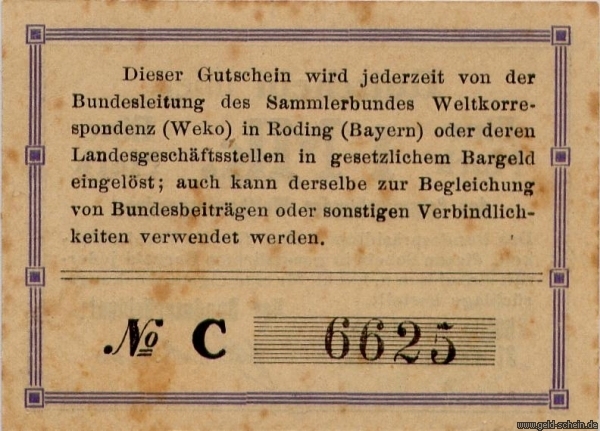 Dieser Gutschein wird jederzeit von der
Bundesleitung des Sammlerbundes Weltkorre-
spondenz (Weko) in Roding (Bayern) oder deren
Landesgeschäftsstellen in gesetzlichem Bargeld
eingelöst; auch kann derselbe zur Begleichung
von Bundesbeiträgen oder sonstigen Verbindlich-
keiten verwendet werden.
№ C 6625
www.geld-schein.de